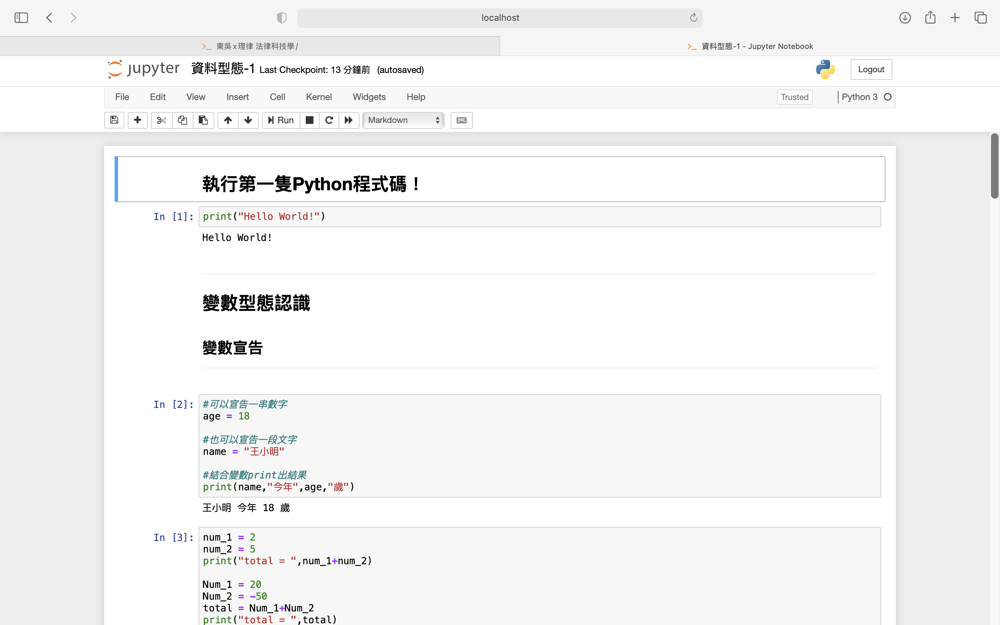 localhost
東吳x理律 法律科技學/
資料型態-1 - Jupyter Notebook
jupyter 資料型態-1 Last Checkpoint: 13 分鐘前 (autosaved)
Logout
File Edit View Insert Cell Kernel Widgets Help Trusted Python 3
Run Markdown
執行第一隻Python程式碼！
In [1]: print("Hello World!")
Hello World!
變數型態認識
變數宣告
In [2]: #可以宣告一串數字
age = 18
#也可以宣告一段文字
name = "王小明"
#結合變數print出結果
print(name,"今年",age,"歲")
王小明 今年 18 歲
In [3]: num_1 = 2
num_2 = 5
print("total = ",num_1+num_2)
Num_1 = 20
Num_2 = -50
total = Num_1+Num_2
print("total = ",total)